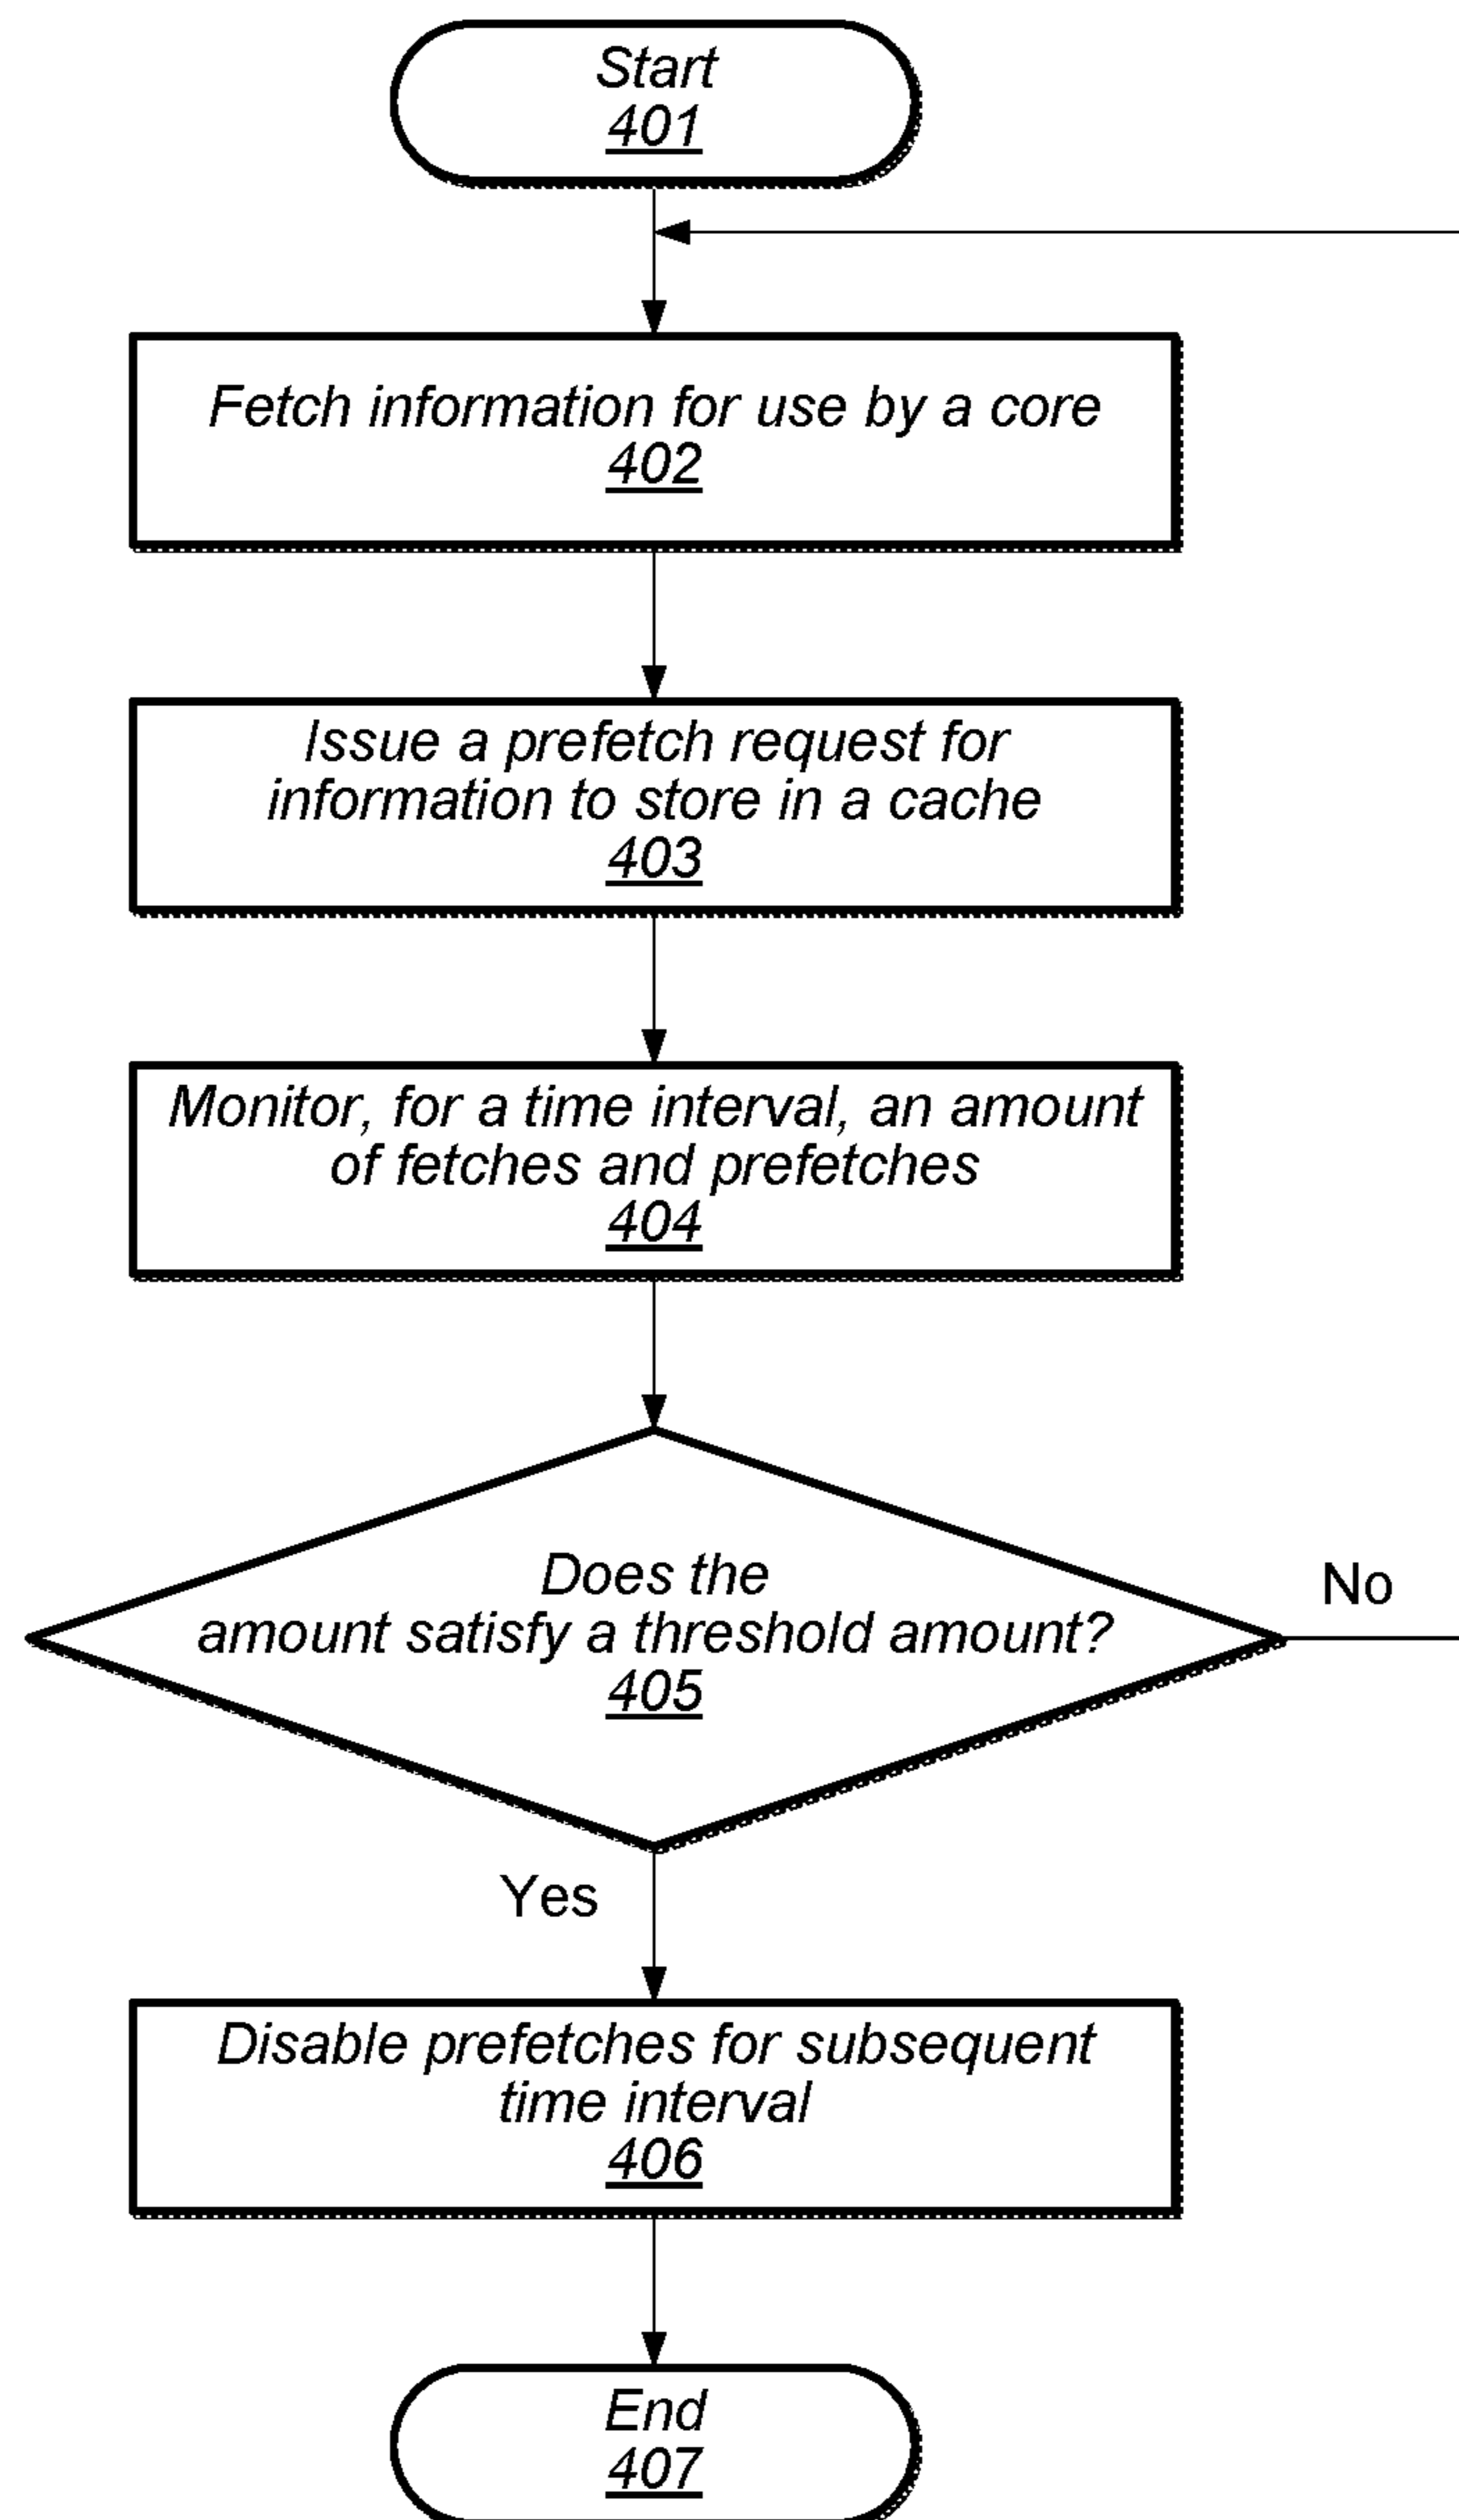 Start
401
Fetch information for use by a core
402
Issue a prefetch request for
information to store in a cache
403
Monitor, for a time interval, an amount
of fetches and prefetches
404
Does the
amount satisfy a threshold amount?
405
No
Yes
Disable prefetches for subsequent
time interval
406
End
407